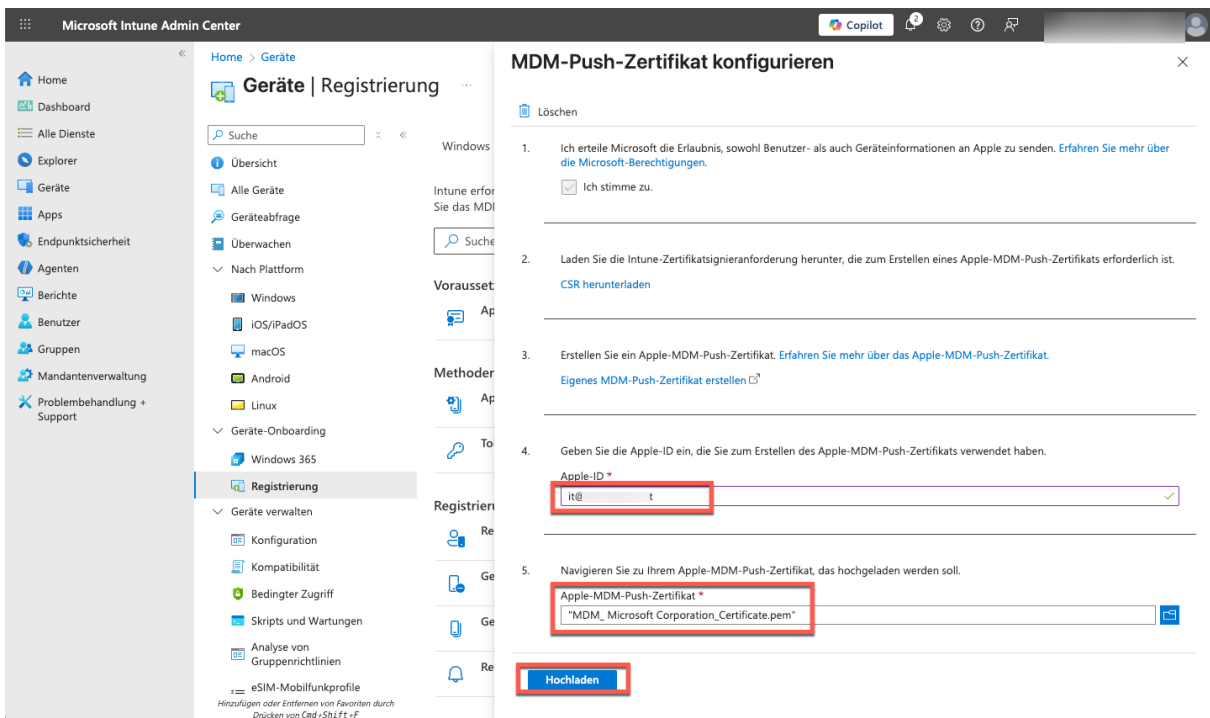 Microsoft Intune Admin Center
Copilot
2
Home
Dashboard
Alle Dienste
Explorer
Geräte
Apps
Endpunktsicherheit
Agenten
Berichte
Benutzer
Gruppen
Mandantenverwaltung
Problembehandlung +
Support
Home > Geräte
Geräte | Registrierung
Suche
Übersicht
Alle Geräte
Geräteabfrage
Überwachen
Nach Plattform
Windows
iOS/iPadOS
macOS
Android
Linux
Geräte-Onboarding
Windows 365
Registrierung
Geräte verwalten
Konfiguration
Kompatibilität
Bedingter Zugriff
Skripts und Wartungen
Analyse von
Gruppenrichtlinien
eSIM-Mobilfunkprofile
Hinzufügen oder Entfernen von Favoriten durch
Drücken von Cmd+Shift+F
Windows
Intune erfor
Sie das MDI
Suche
Vorausset
Ap
Methoden
Ap
To
Registrier
Re
Ge
Ge
Re
MDM-Push-Zertifikat konfigurieren
Löschen
1. Ich erteile Microsoft die Erlaubnis, sowohl Benutzer- als auch Geräteinformationen an Apple zu senden. Erfahren Sie mehr über
die Microsoft-Berechtigungen.
Ich stimme zu.
2. Laden Sie die Intune-Zertifikatsignieranforderung herunter, die zum Erstellen eines Apple-MDM-Push-Zertifikats erforderlich ist.
CSR herunterladen
3. Erstellen Sie ein Apple-MDM-Push-Zertifikat. Erfahren Sie mehr über das Apple-MDM-Push-Zertifikat.
Eigenes MDM-Push-Zertifikat erstellen
4. Geben Sie die Apple-ID ein, die Sie zum Erstellen des Apple-MDM-Push-Zertifikats verwendet haben.
Apple-ID *
it@ t
5. Navigieren Sie zu Ihrem Apple-MDM-Push-Zertifikat, das hochgeladen werden soll.
Apple-MDM-Push-Zertifikat *
"MDM_ Microsoft Corporation_Certificate.pem"
Hochladen